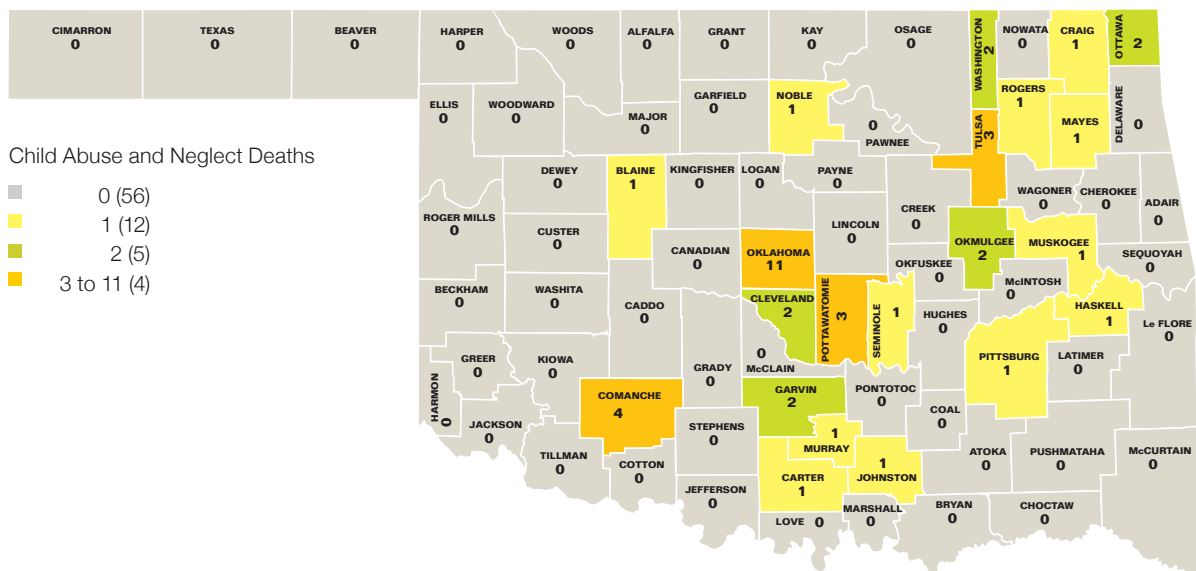 CIMARRON
0
TEXAS
0
BEAVER
0
HARPER
0
WOODS
0
ALFALFA
0
GRANT
0
KAY
0
OSAGE
0
WASHINGTON
2
NOWATA
0
CRAIG
1
OTTAWA
2
ELLIS
0
WOODWARD
0
MAJOR
0
GARFIELD
0
NOBLE
1
0
PAWNEE
TULSA
3
ROGERS
1
MAYES
1
DELAWARE
0
Child Abuse and Neglect Deaths
0 (56)
1 (12)
2 (5)
3 to 11 (4)
DEWEY
0
BLAINE
1
KINGFISHER
0
LOGAN
0
PAYNE
0
CREEK
0
WAGONER
0
CHEROKEE
0
ADAIR
0
ROGER MILLS
0
CUSTER
0
CANADIAN
0
OKLAHOMA
11
LINCOLN
0
OKFUSKEE
0
OKMULGEE
2
MUSKOGEE
1
McINTOSH
0
SEQUOYAH
0
BECKHAM
0
WASHITA
0
CADDO
0
CLEVELAND
2
POTTAWATOMIE
3
SEMINOLE
1
HUGHES
0
HASKELL
1
Le FLORE
0
GREER
0
KIOWA
0
GRADY
0
0
McCLAIN
PITTSBURG
1
LATIMER
0
HARMON
0
JACKSON
0
COMANCHE
4
GARVIN
2
PONTOTOC
0
COAL
0
STEPHENS
0
1
MURRAY
TILLMAN
0
COTTON
0
CARTER
1
1
JOHNSTON
ATOKA
0
PUSHMATAHA
0
McCURTAIN
0
JEFFERSON
0
LOVE 0
MARSHALL
0
BRYAN
0
CHOCTAW
0